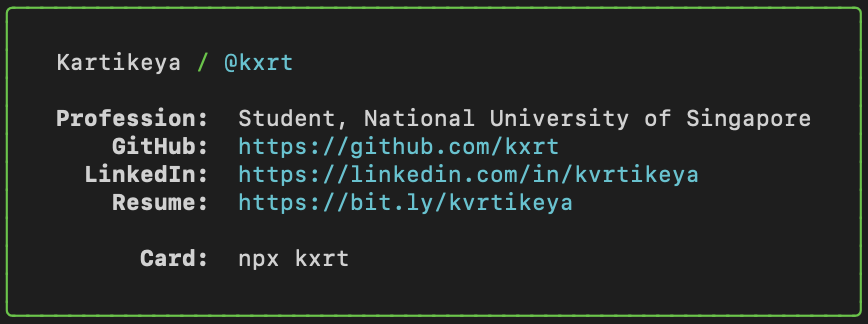 Kartikeya / @kxrt
Profession: Student, National University of Singapore
GitHub: https://github.com/kxrt
LinkedIn: https://linkedin.com/in/kvrtikeya
Resume: https://bit.ly/kvrtikeya
Card: npx kxrt